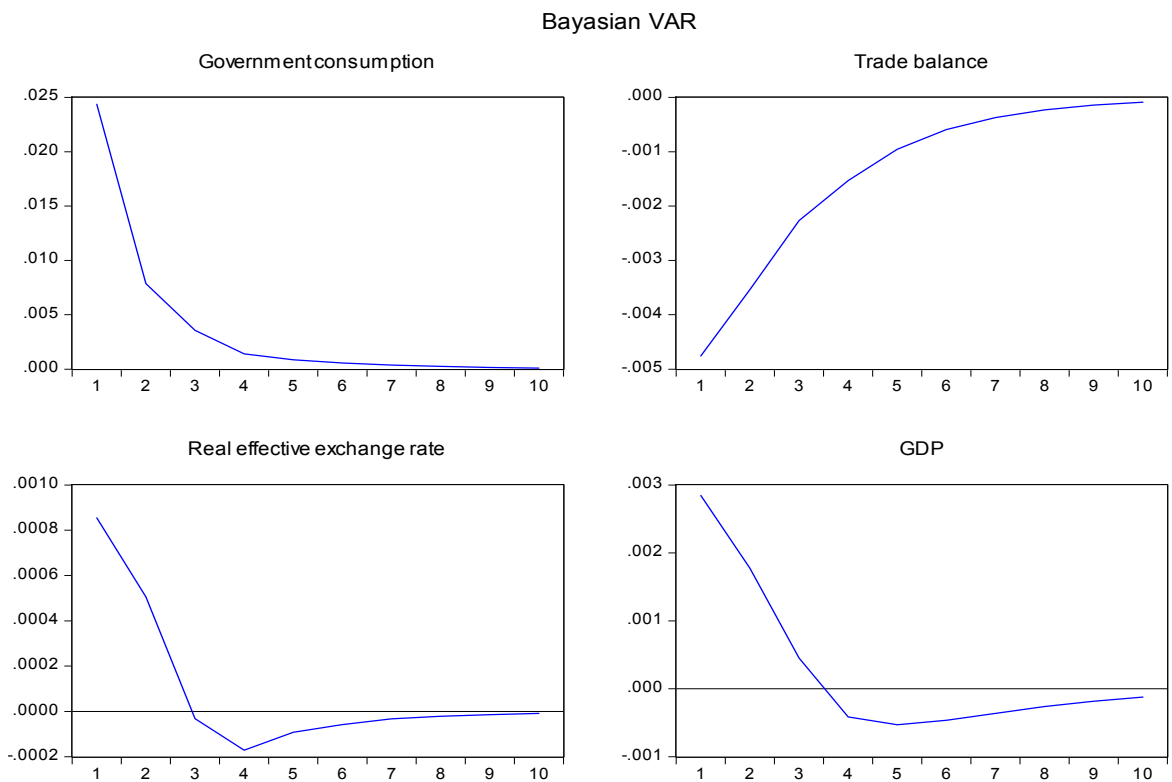 Bayasian VAR
Government consumption
.025
.020
.015
.010
.005
.000
1 2 3 4 5 6 7 8 9 10
Trade balance
.000
-.001
-.002
-.003
-.004
-.005
1 2 3 4 5 6 7 8 9 10
Real effective exchange rate
.0010
.0008
.0006
.0004
.0002
.0000
-.0002
1 2 3 4 5 6 7 8 9 10
GDP
.003
.002
.001
.000
-.001
1 2 3 4 5 6 7 8 9 10